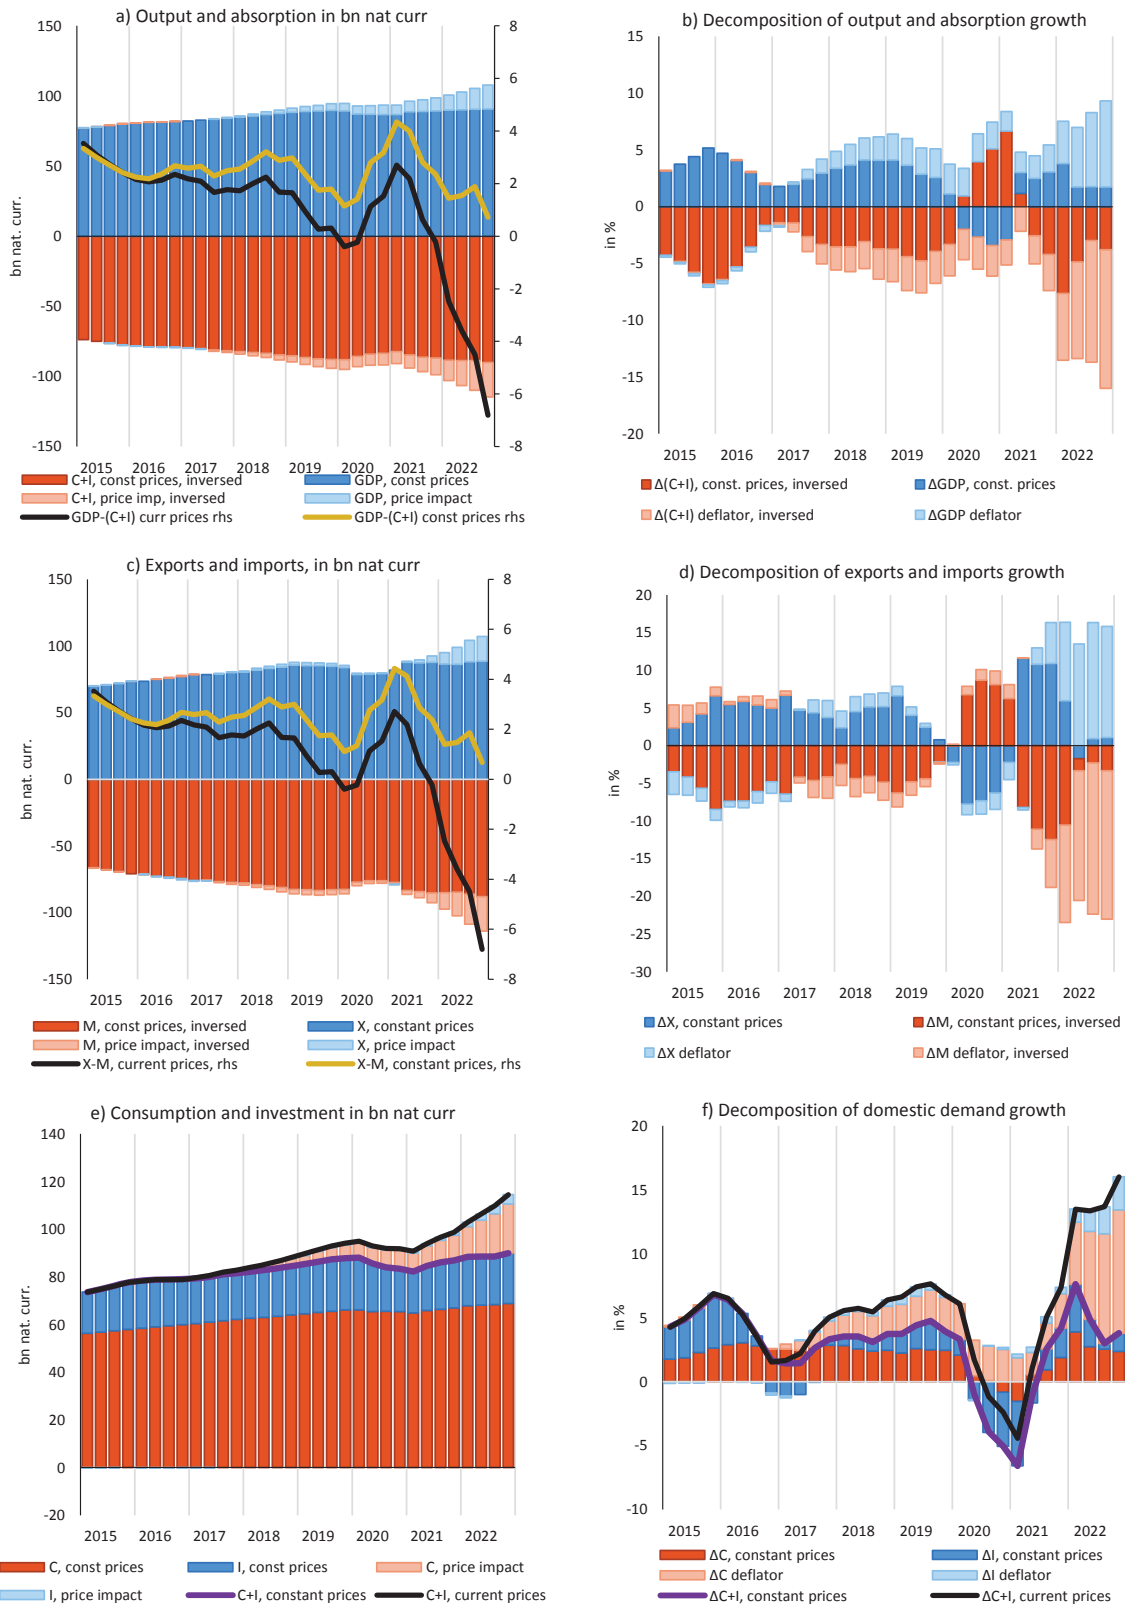 a) Output and absorption in bn nat curr
150
100
50
0
-50
-100
-150
8
6
4
2
0
-2
-4
-6
-8
bn nat. curr.
2015 2016 2017 2018 2019 2020 2021 2022
C+I, const prices, inversed
GDP, const prices
C+I, price imp, inversed
GDP, price impact
GDP-(C+I) curr prices rhs
GDP-(C+I) const prices rhs
b) Decomposition of output and absorption growth
15
10
5
0
-5
-10
-15
-20
in %
2015 2016 2017 2018 2019 2020 2021 2022
Δ(C+I), const. prices, inversed
ΔGDP, const. prices
Δ(C+I) deflator, inversed
ΔGDP deflator
c) Exports and imports, in bn nat curr
150
100
50
0
-50
-100
-150
8
6
4
2
0
-2
-4
-6
-8
bn nat. curr.
2015 2016 2017 2018 2019 2020 2021 2022
M, const prices, inversed
X, constant prices
M, price impact, inversed
X, price impact
X-M, current prices, rhs
X-M, constant prices, rhs
d) Decomposition of exports and imports growth
20
15
10
5
0
-5
-10
-15
-20
-25
-30
in %
2015 2016 2017 2018 2019 2020 2021 2022
ΔX, constant prices
ΔM, constant prices, inversed
ΔX deflator
ΔM deflator, inversed
e) Consumption and investment in bn nat curr
140
120
100
80
60
40
20
0
-20
bn nat. curr.
2015 2016 2017 2018 2019 2020 2021 2022
C, const prices
I, const prices
C, price impact
I, price impact
C+I, constant prices
C+I, current prices
f) Decomposition of domestic demand growth
20
15
10
5
0
-5
-10
in %
2015 2016 2017 2018 2019 2020 2021 2022
ΔC, constant prices
ΔI, constant prices
ΔC deflator
ΔI deflator
ΔC+I, constant prices
ΔC+I, current prices